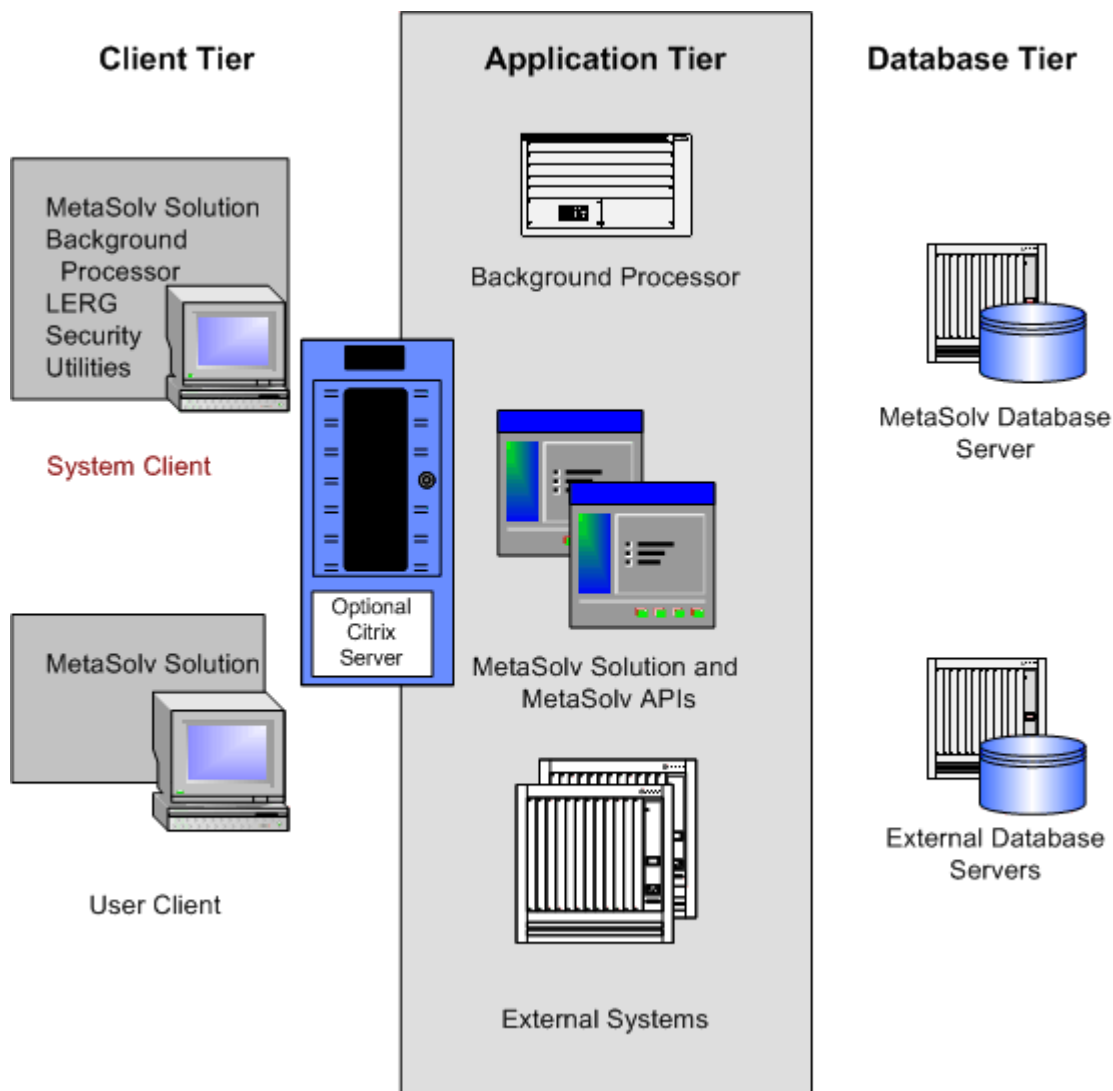 Client Tier
Application Tier
Database Tier
MetaSolv Solution
Background
Processor
LERG
Security
Utilities
System Client
Optional
Citrix
Server
MetaSolv Solution
User Client
Background Processor
MetaSolv Solution and
MetaSolv APIs
External Systems
MetaSolv Database
Server
External Database
Servers